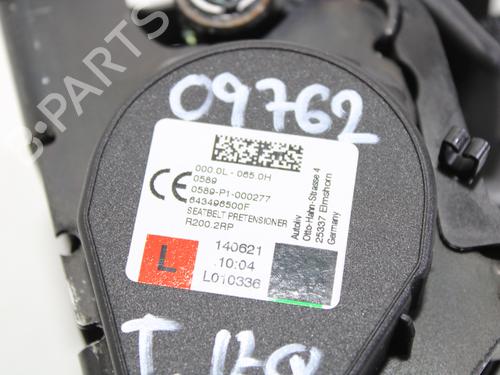 09762
000.0L - 065.0H
0589
0589-P1-000277
643496500F
SEATBELT PRETENSIONER
R200.2RP
CE
L
140621
10:04
L010336
Autoliv
Otto-Hahn-Strasse 4
25337 Elmshorn
Germany
B-PARTS